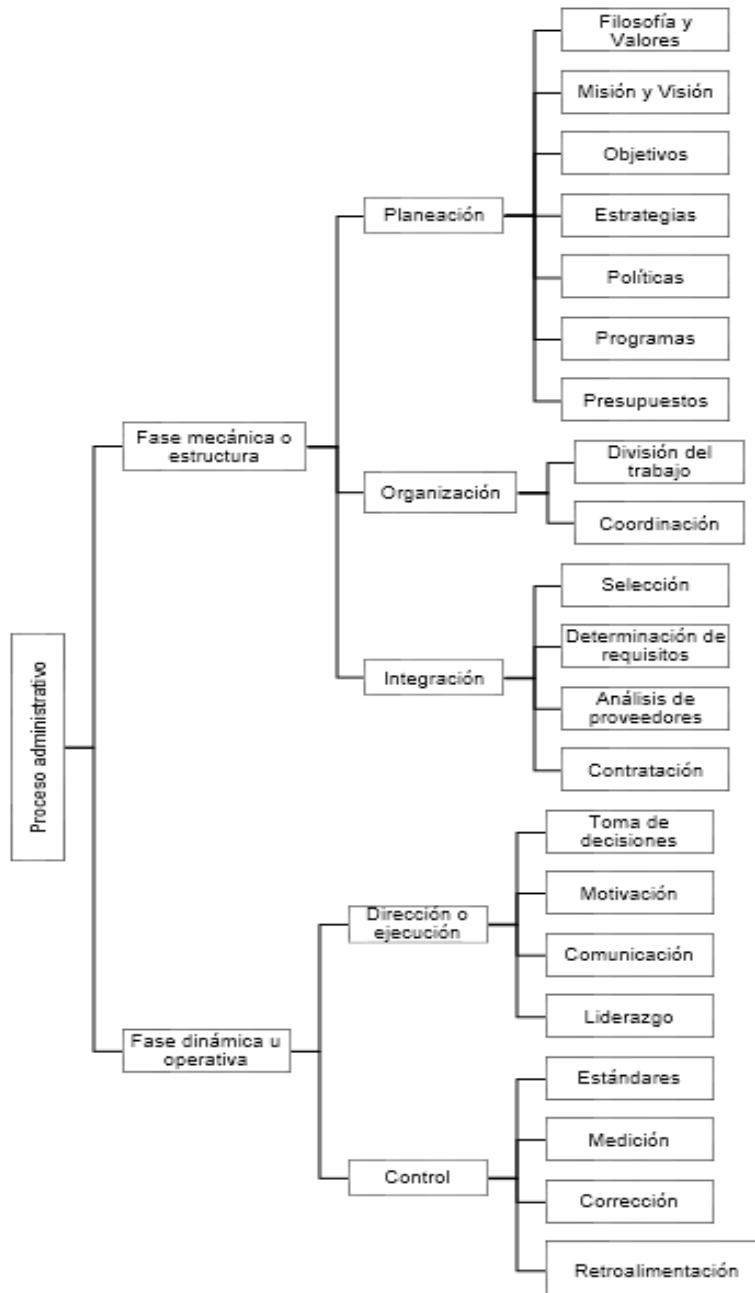 Proceso administrativo
Fase mecánica o
estructura
Planeación
Filosofía y
Valores
Misión y Visión
Objetivos
Estrategias
Políticas
Programas
Presupuestos
Organización
División del
trabajo
Coordinación
Integración
Selección
Determinación de
requisitos
Análisis de
proveedores
Contratación
Fase dinámica u
operativa
Dirección o
ejecución
Toma de
decisiones
Motivación
Comunicación
Liderazgo
Control
Estándares
Medición
Corrección
Retroalimentación